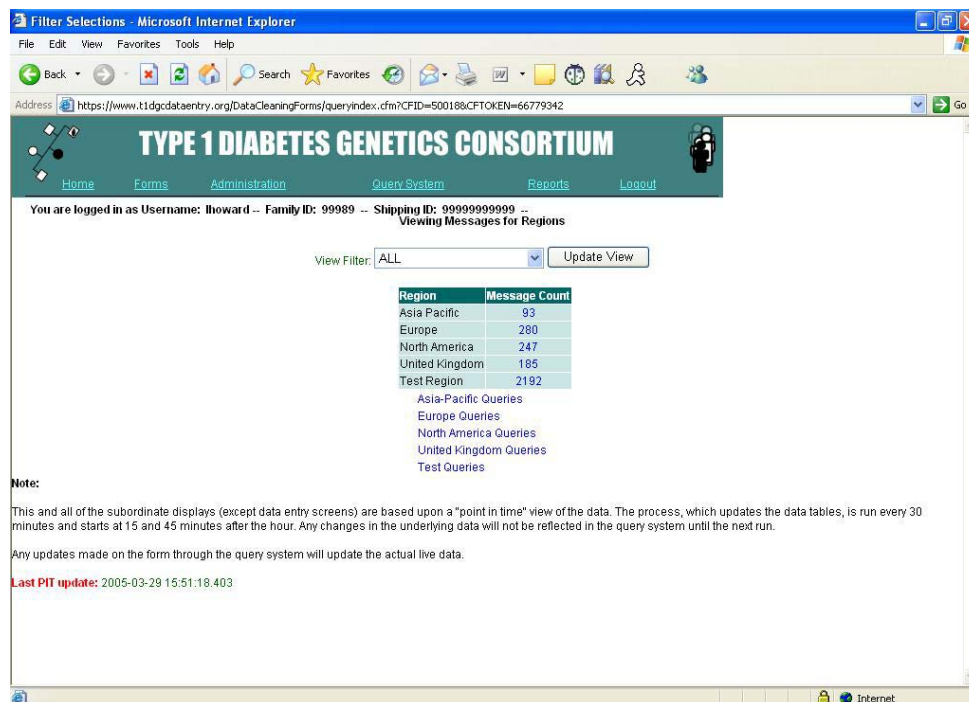 Filter Selections - Microsoft Internet Explorer
File Edit View Favorites Tools Help
Back Search Favorites
Address https://www.t1dgcdataentry.org/DataCleaningForms/queryindex.cfm?CFID=50018&CFTOKEN=66779342 Go
TYPE 1 DIABETES GENETICS CONSORTIUM
Home Forms Administration Query System Reports Logout
You are logged in as Username: lhoward -- Family ID: 99989 -- Shipping ID: 99999999999 --
Viewing Messages for Regions
View Filter: ALL Update View
Region Message Count
Asia Pacific 93
Europe 280
North America 247
United Kingdom 185
Test Region 2192
Asia-Pacific Queries
Europe Queries
North America Queries
United Kingdom Queries
Test Queries
Note:
This and all of the subordinate displays (except data entry screens) are based upon a "point in time" view of the data. The process, which updates the data tables, is run every 30
minutes and starts at 15 and 45 minutes after the hour. Any changes in the underlying data will not be reflected in the query system until the next run.
Any updates made on the form through the query system will update the actual live data.
Last PIT update: 2005-03-29 15:51:18.403
Internet